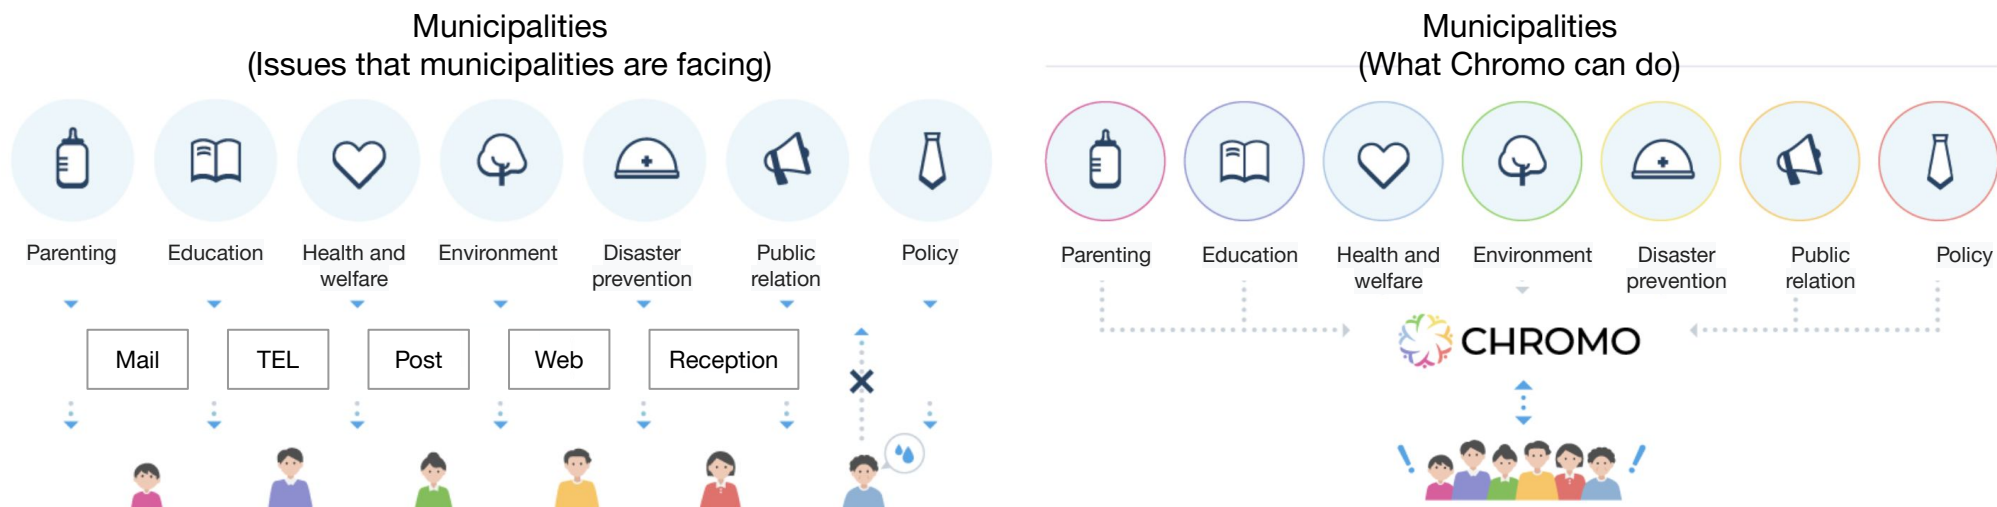 Municipalities
(Issues that municipalities are facing)
Parenting
Education
Health and
welfare
Environment
Disaster
prevention
Public
relation
Policy
Mail
TEL
Post
Web
Reception
Municipalities
(What Chromo can do)
Parenting
Education
Health and
welfare
Environment
Disaster
prevention
Public
relation
Policy
CHROMO